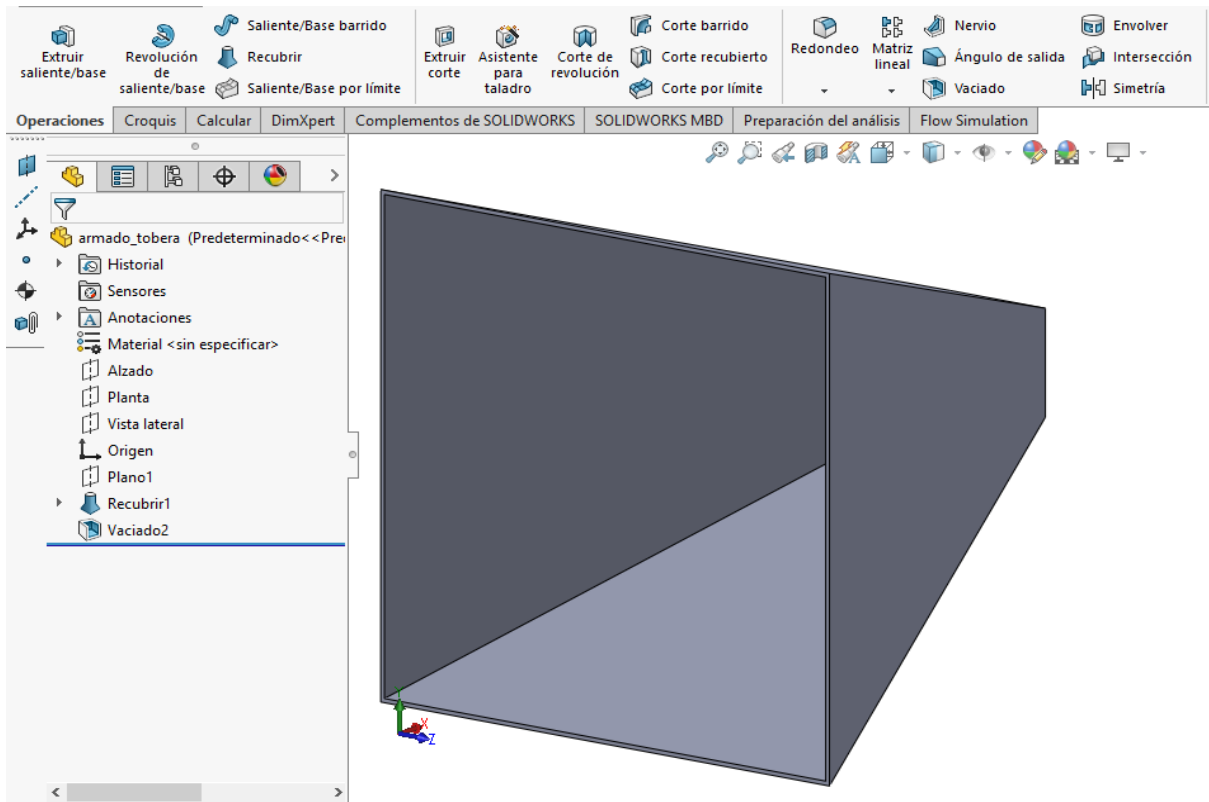 Extruir
saliente/base
Revolución
de
saliente/base
Saliente/Base barrido
Recubrir
Saliente/Base por límite
Extruir
corte
Asistente
para
taladro
Corte de
revolución
Corte barrido
Corte recubierto
Corte por límite
Redondeo
Matriz
lineal
Nervio
Ángulo de salida
Vaciado
Envolver
Intersección
Simetría
Operaciones Croquis Calcular DimXpert Complementos de SOLIDWORKS SOLIDWORKS MBD Preparación del análisis Flow Simulation
armado_tobera (Predeterminado<<Pre
Historial
Sensores
A Anotaciones
Material <sin especificar>
Alzado
Planta
Vista lateral
Origen
Plano1
Recubrir1
Vaciado2
Y
X
Z